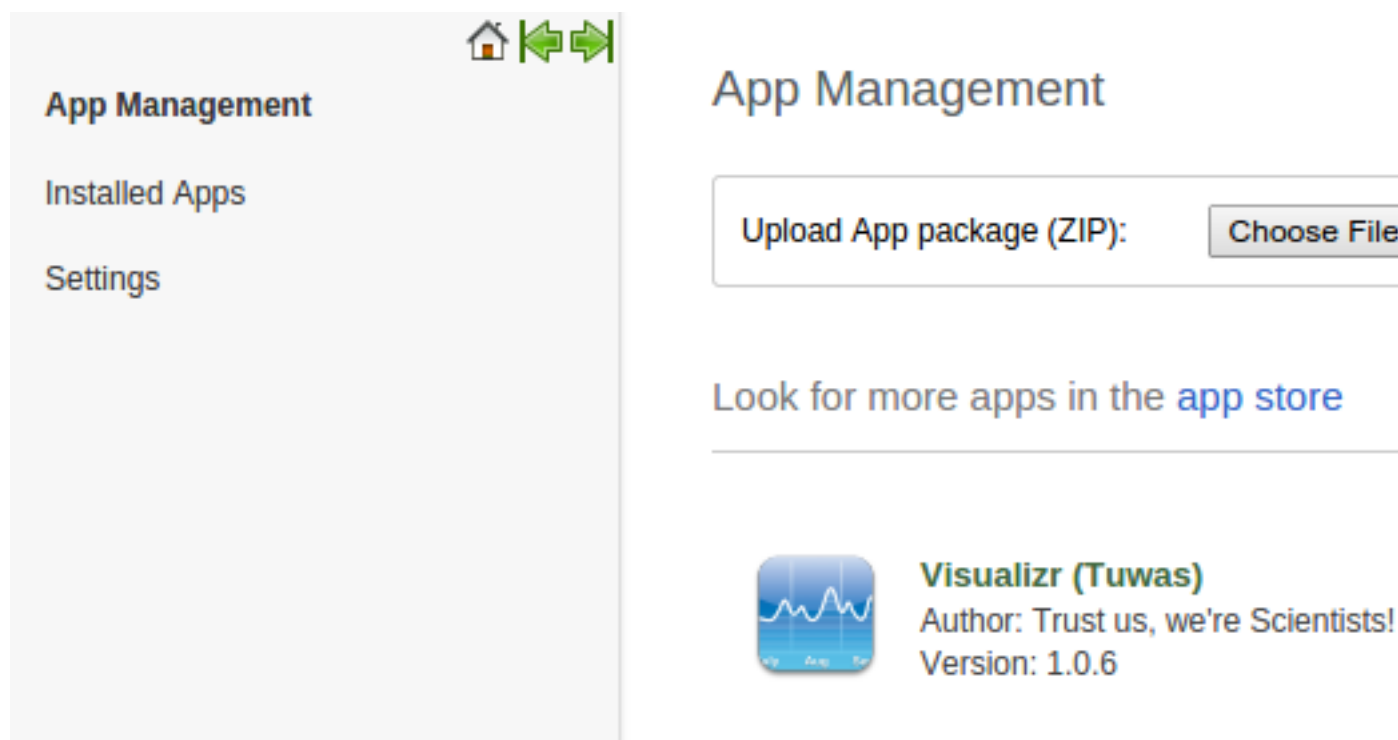 App Management
Installed Apps
Settings
App Management
Upload App package (ZIP):
Choose File
Look for more apps in the app store
Visualizr (Tuwas)
Author: Trust us, we're Scientists!
Version: 1.0.6
Aug